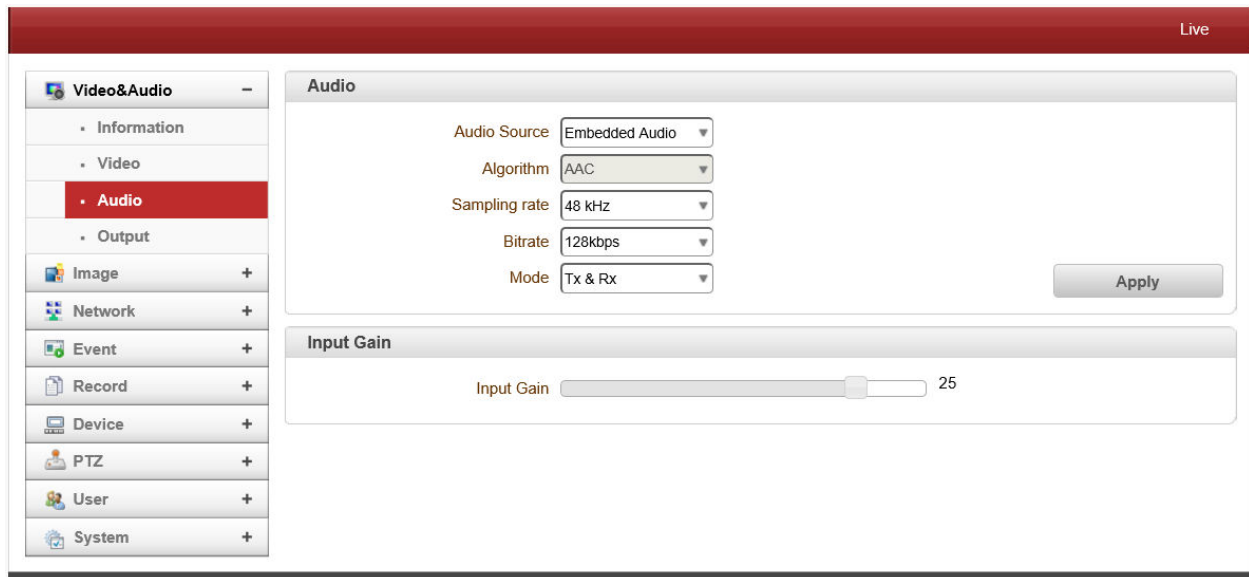 Live
Video&Audio −
Information
Video
Audio
Output
Image +
Network +
Event +
Record +
Device +
PTZ +
User +
System +
Audio
Audio Source Embedded Audio
Algorithm AAC
Sampling rate 48 kHz
Bitrate 128kbps
Mode Tx & Rx
Apply
Input Gain
Input Gain 25